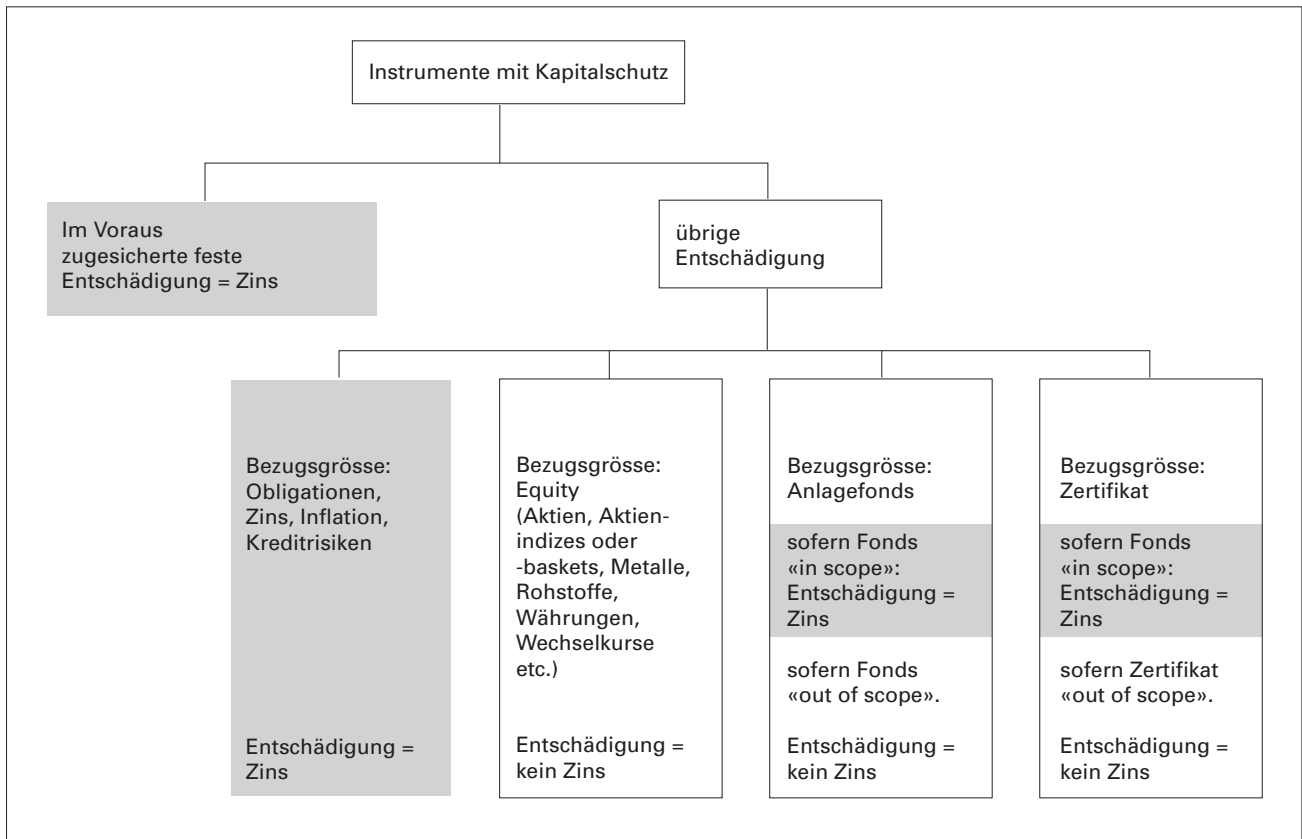 Instrumente mit Kapitalschutz
Im Voraus
zugesicherte feste
Entschädigung = Zins
übrige
Entschädigung
Bezugsgrösse:
Obligationen,
Zins, Inflation,
Kreditrisiken
Entschädigung =
Zins
Bezugsgrösse:
Equity
(Aktien, Aktien-
indizes oder
-baskets, Metalle,
Rohstoffe,
Währungen,
Wechselkurse
etc.)
Entschädigung =
kein Zins
Bezugsgrösse:
Anlagefonds
sofern Fonds
«in scope»:
Entschädigung =
Zins
sofern Fonds
«out of scope».
Entschädigung =
kein Zins
Bezugsgrösse:
Zertifikat
sofern Fonds
«in scope»:
Entschädigung =
Zins
sofern Zertifikat
«out of scope».
Entschädigung =
kein Zins